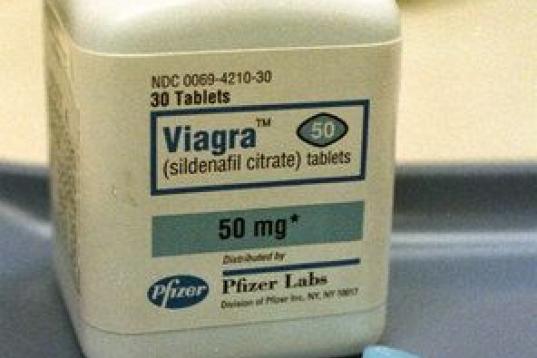 NDC 0069-4210-30
30 Tablets
Viagra™ 50
(sildenafil citrate) tablets
50 mg*
Distributed by
Pfizer Pfizer Labs
Division of Pfizer Inc, NY, NY 10017